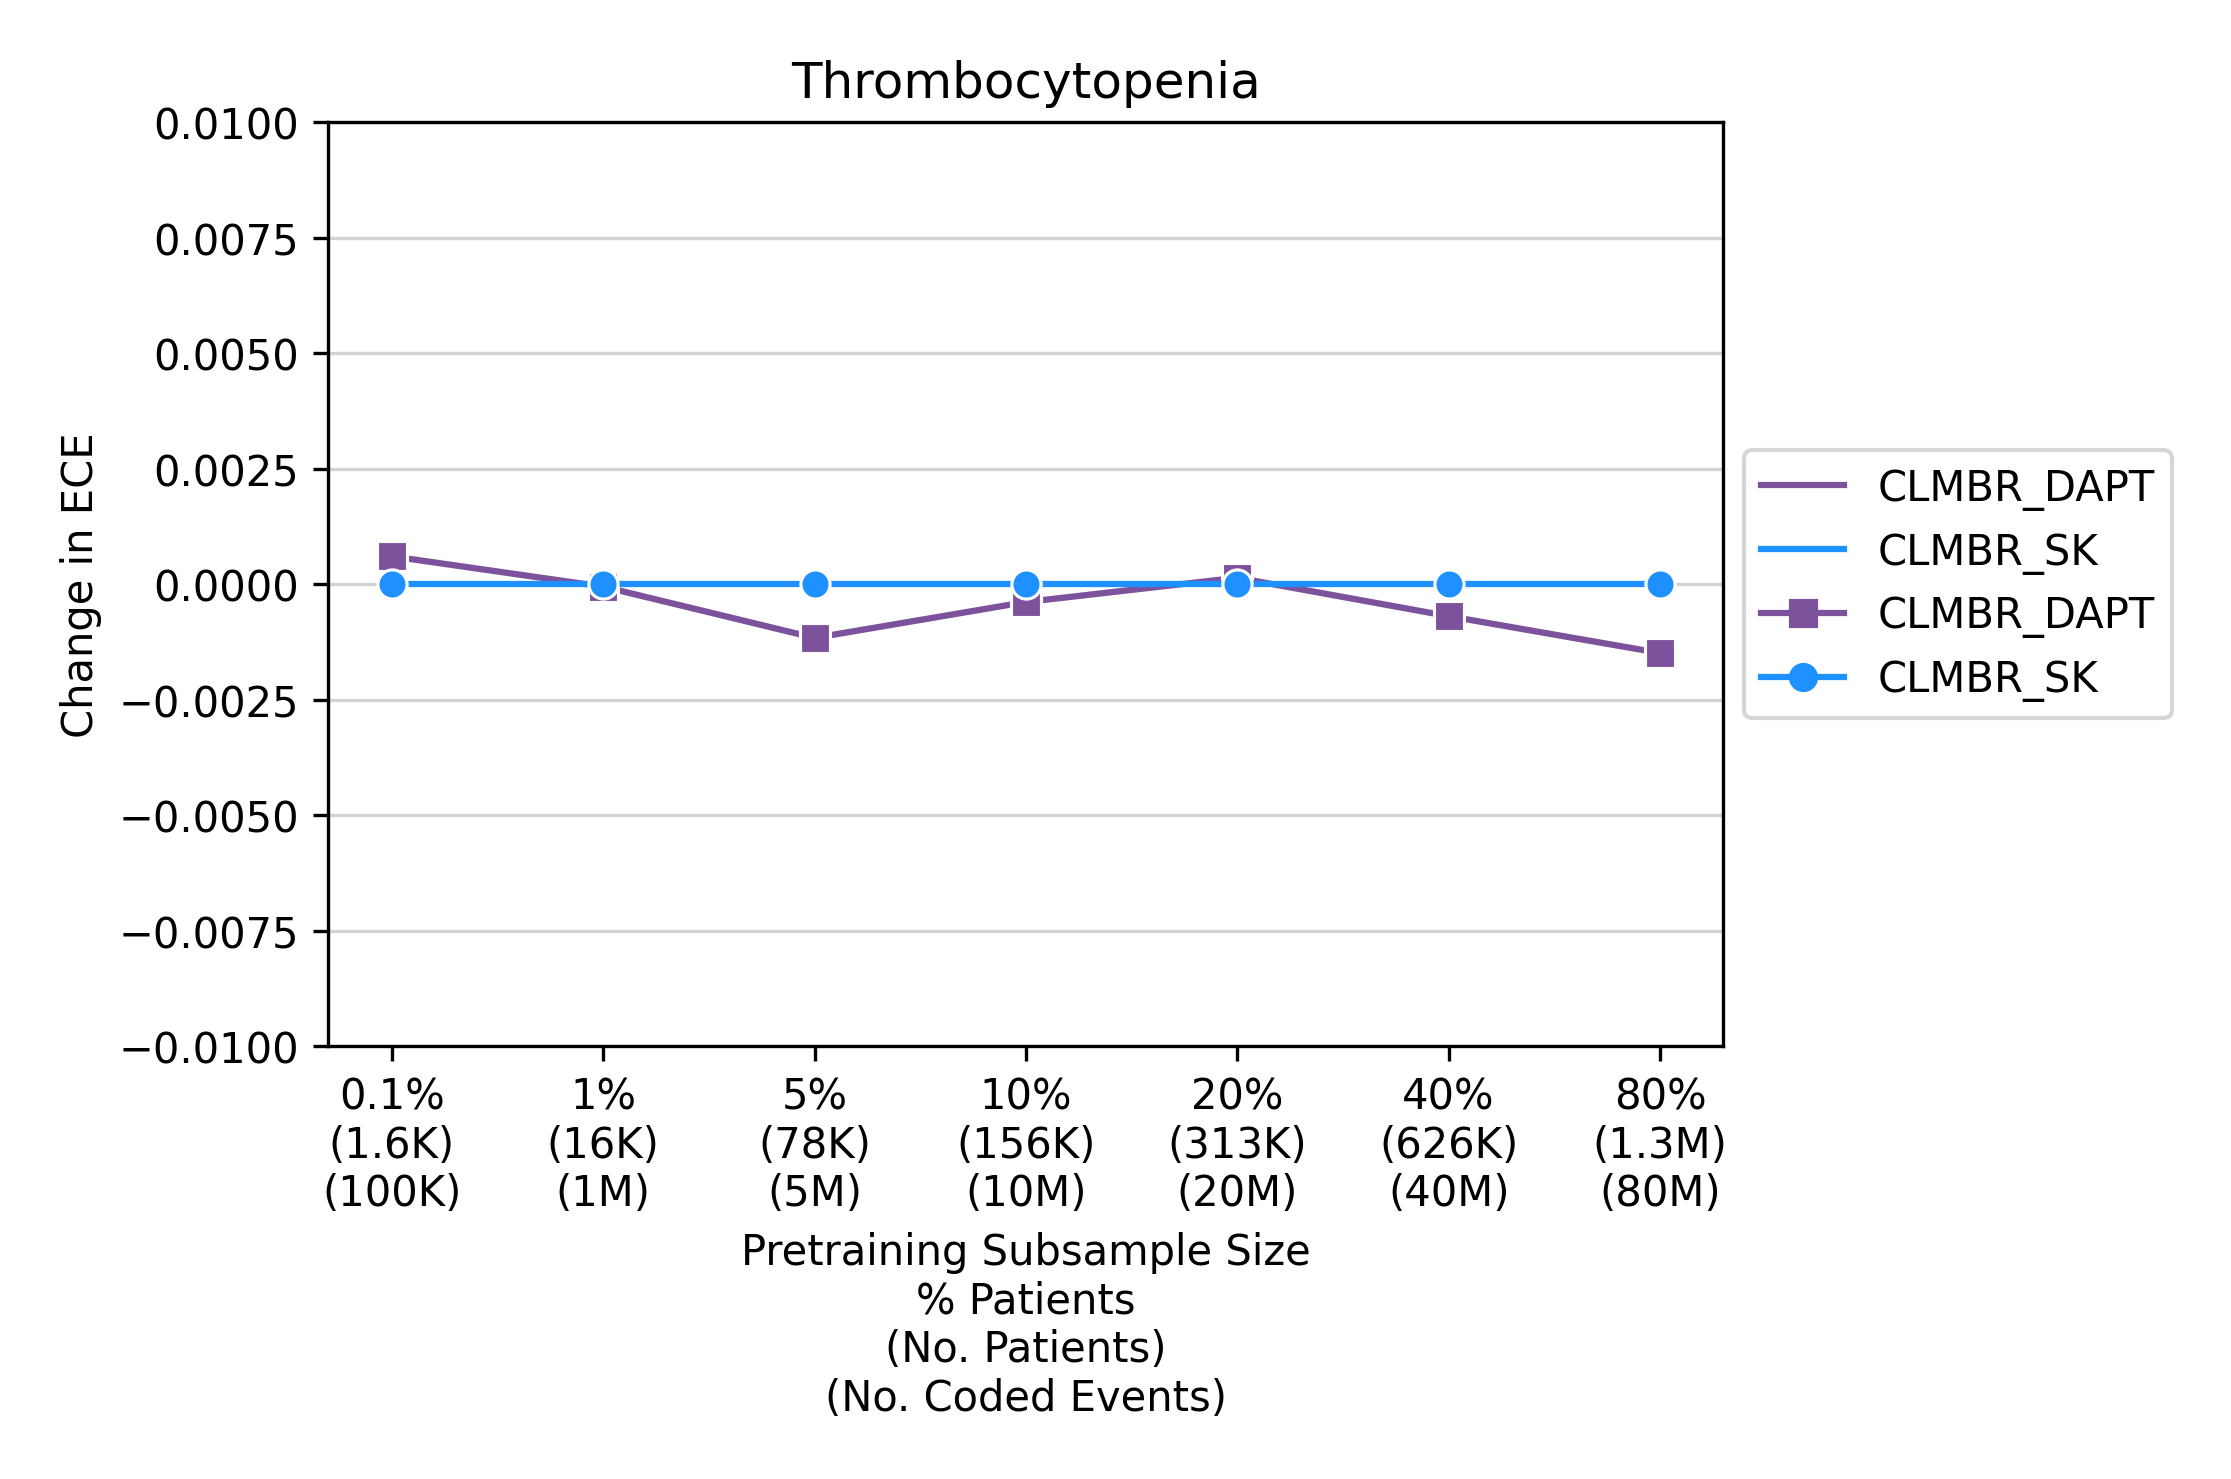 Thrombocytopenia
0.0100
0.0075
0.0050
0.0025
0.0000
−0.0025
−0.0050
−0.0075
−0.0100
Change in ECE
0.1% 1% 5% 10% 20% 40% 80%
(1.6K) (16K) (78K) (156K) (313K) (626K) (1.3M)
(100K) (1M) (5M) (10M) (20M) (40M) (80M)
Pretraining Subsample Size
% Patients
(No. Patients)
(No. Coded Events)
CLMBR_DAPT
CLMBR_SK
CLMBR_DAPT
CLMBR_SK